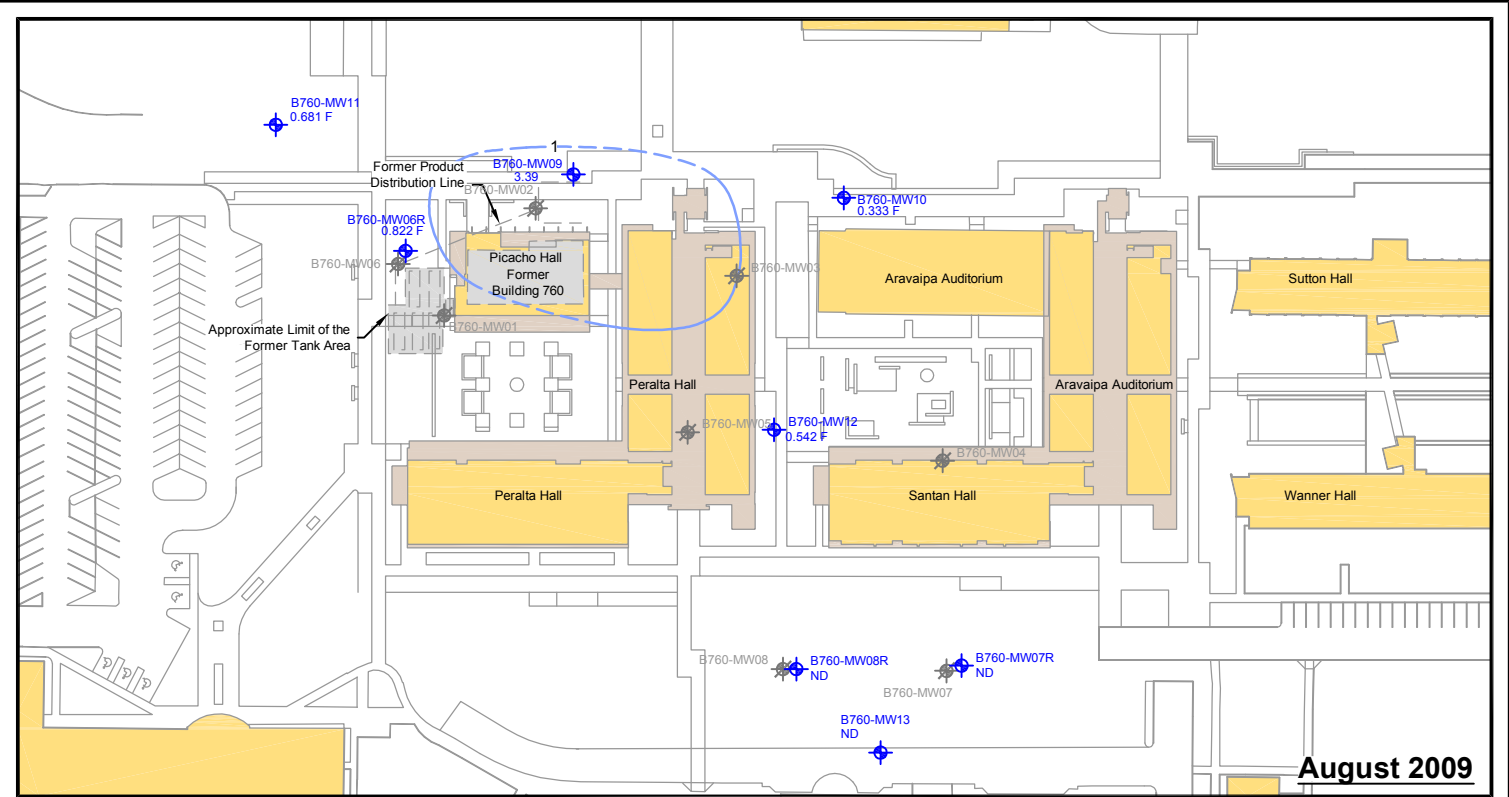 B760-MW11
0.681 F
1
Former Product
Distribution Line
B760-MW09
3.39
B760-MW02
B760-MW10
0.333 F
B760-MW06R
0.822 F
B760-MW06
Picacho Hall
Former
Building 760
B760-MW03
Aravaipa Auditorium
Sutton Hall
Approximate Limit of the
Former Tank Area
B760-MW01
Peralta Hall
Aravaipa Auditorium
B760-MW05
B760-MW12
0.542 F
B760-MW04
Peralta Hall
Santan Hall
Wanner Hall
B760-MW08
B760-MW08R
ND
B760-MW07R
ND
B760-MW07
B760-MW13
ND
August 2009